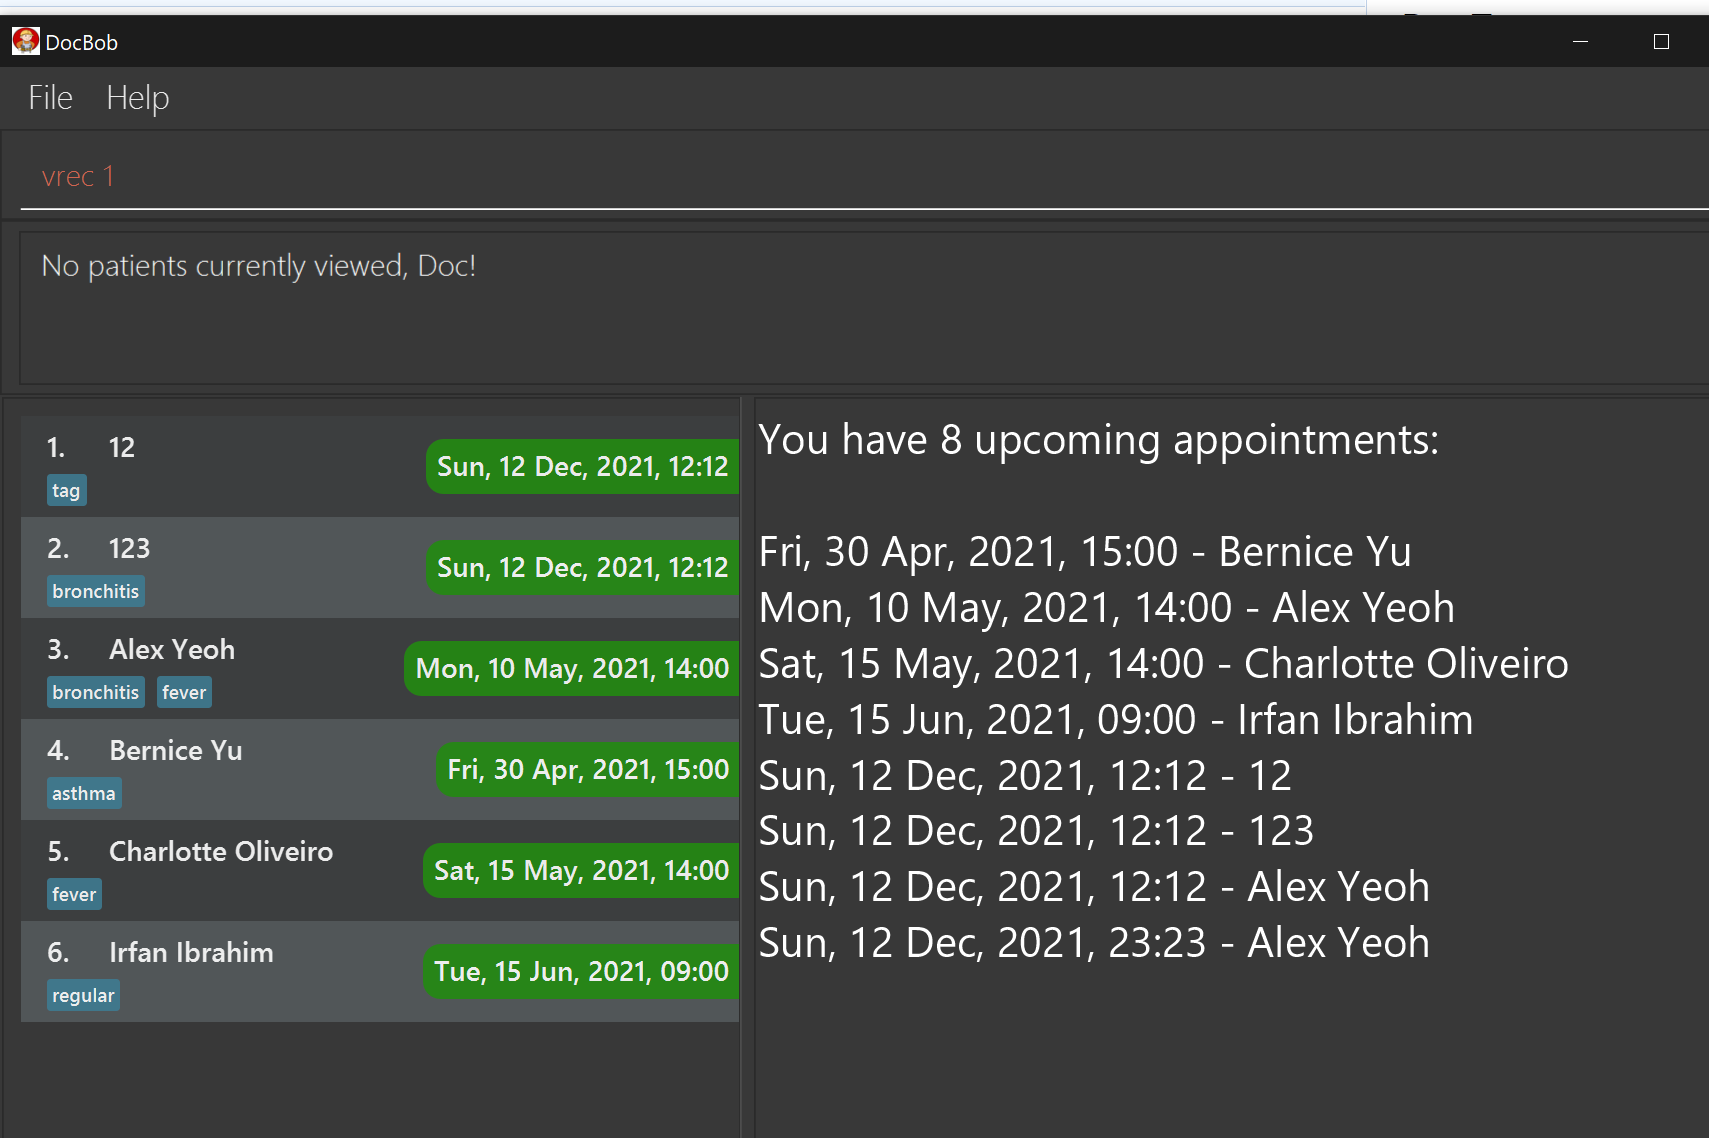 DocBob
File Help
vrec 1
No patients currently viewed, Doc!
1. 12
Sun, 12 Dec, 2021, 12:12
tag
2. 123
Sun, 12 Dec, 2021, 12:12
bronchitis
3. Alex Yeoh
Mon, 10 May, 2021, 14:00
bronchitis fever
4. Bernice Yu
Fri, 30 Apr, 2021, 15:00
asthma
5. Charlotte Oliveiro
Sat, 15 May, 2021, 14:00
fever
6. Irfan Ibrahim
Tue, 15 Jun, 2021, 09:00
regular
You have 8 upcoming appointments:
Fri, 30 Apr, 2021, 15:00 - Bernice Yu
Mon, 10 May, 2021, 14:00 - Alex Yeoh
Sat, 15 May, 2021, 14:00 - Charlotte Oliveiro
Tue, 15 Jun, 2021, 09:00 - Irfan Ibrahim
Sun, 12 Dec, 2021, 12:12 - 12
Sun, 12 Dec, 2021, 12:12 - 123
Sun, 12 Dec, 2021, 12:12 - Alex Yeoh
Sun, 12 Dec, 2021, 23:23 - Alex Yeoh